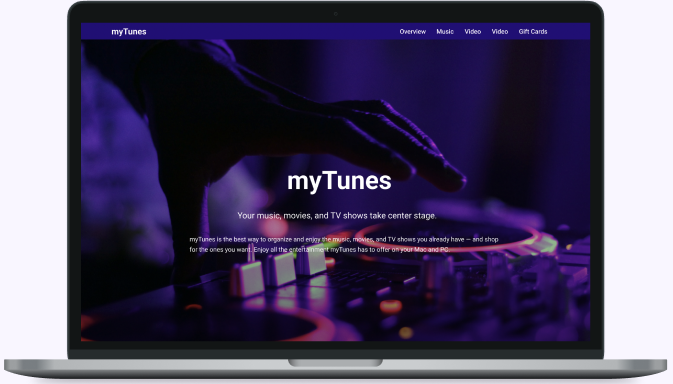 myTunes
Overview Music Video Video Gift Cards
myTunes
Your music, movies, and TV shows take center stage.
myTunes is the best way to organize and enjoy the music, movies, and TV shows you already have — and shop
for the ones you want. Enjoy all the entertainment myTunes has to offer on your Mac and PC.